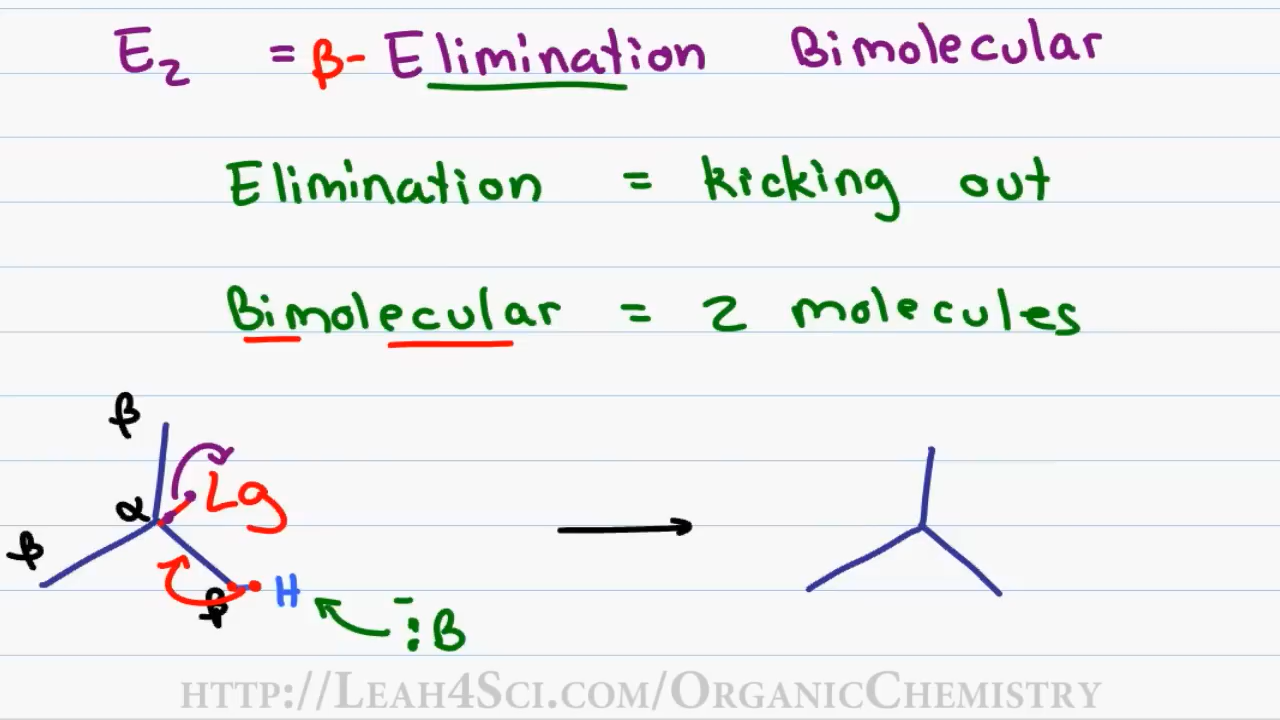 E2 = β-Elimination Bimolecular
Elimination = kicking out
Bimolecular = 2 molecules
β
α Lg
β
β H
:B̄
http://Leah4Sci.com/OrganicChemistry